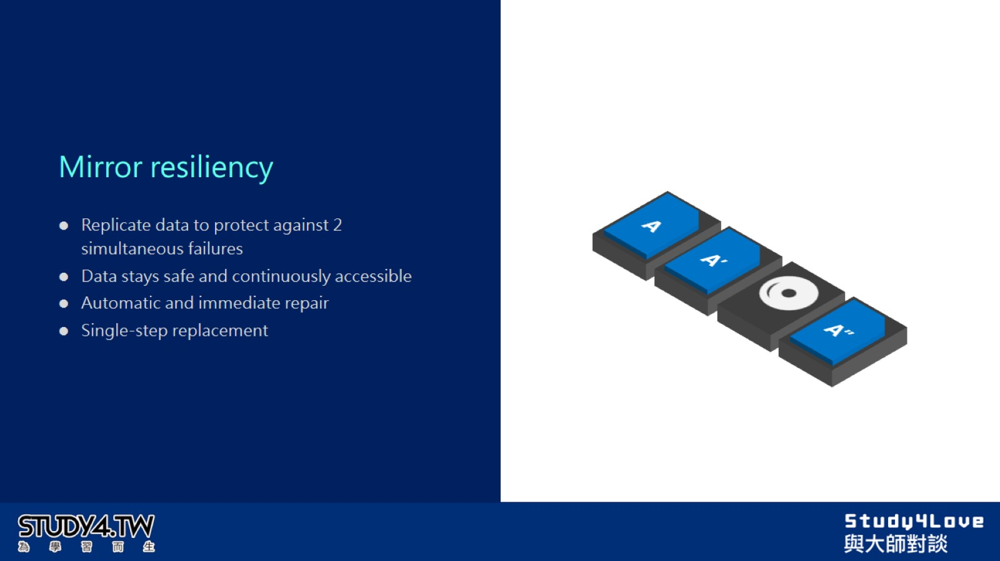 Mirror resiliency
● Replicate data to protect against 2
simultaneous failures
● Data stays safe and continuously accessible
● Automatic and immediate repair
● Single-step replacement
A
A′
A″
STUDY4.TW
為學習而生
Study4Love
與大師對談